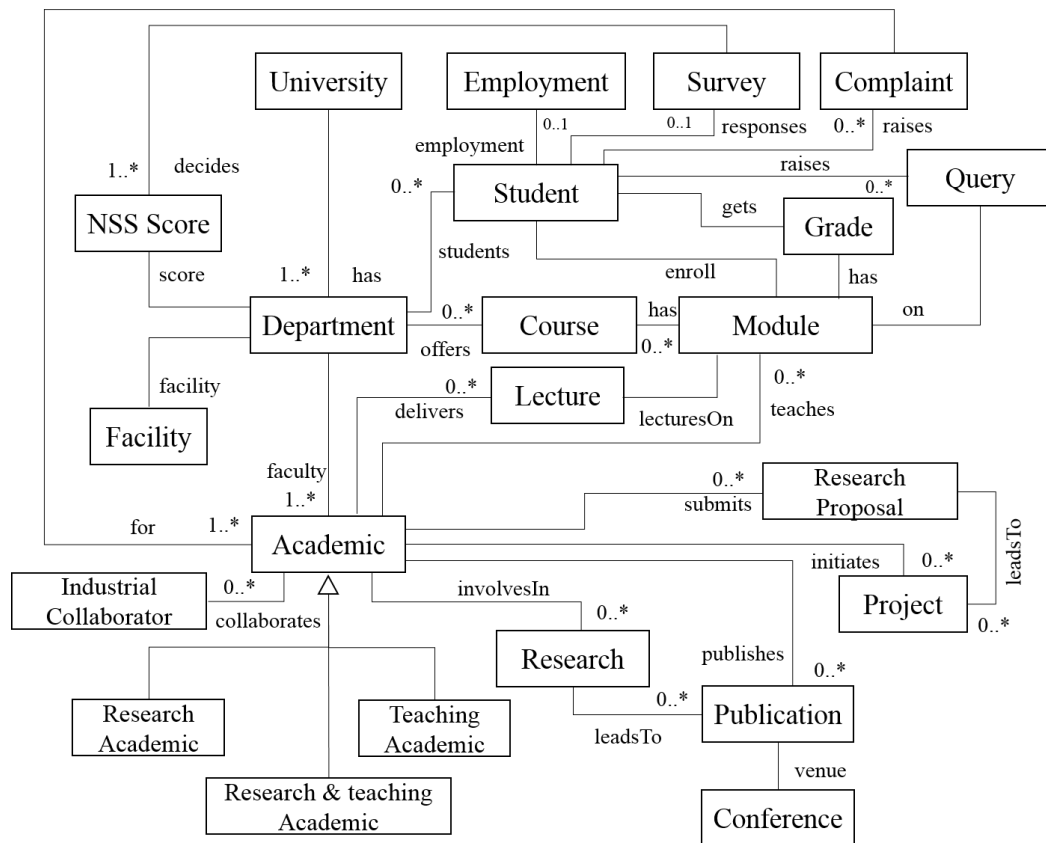 University
Employment
Survey
Complaint
0..1
0..1
responses
0..*
raises
employment
decides
1..*
raises
0..*
0..*
Query
Student
NSS Score
gets
Grade
students
score
enroll
has
1..*
has
Department
0..*
Course
has
Module
on
offers
0..*
facility
0..*
Lecture
0..*
delivers
lecturesOn
teaches
Facility
faculty
0..*
Research
Proposal
1..*
submits
for
1..*
Academic
leadsTo
initiates
0..*
Industrial
Collaborator
0..*
involvesIn
Project
collaborates
0..*
0..*
Research
publishes
0..*
0..*
Research
Academic
Teaching
Academic
Publication
leadsTo
venue
Research & teaching
Academic
Conference